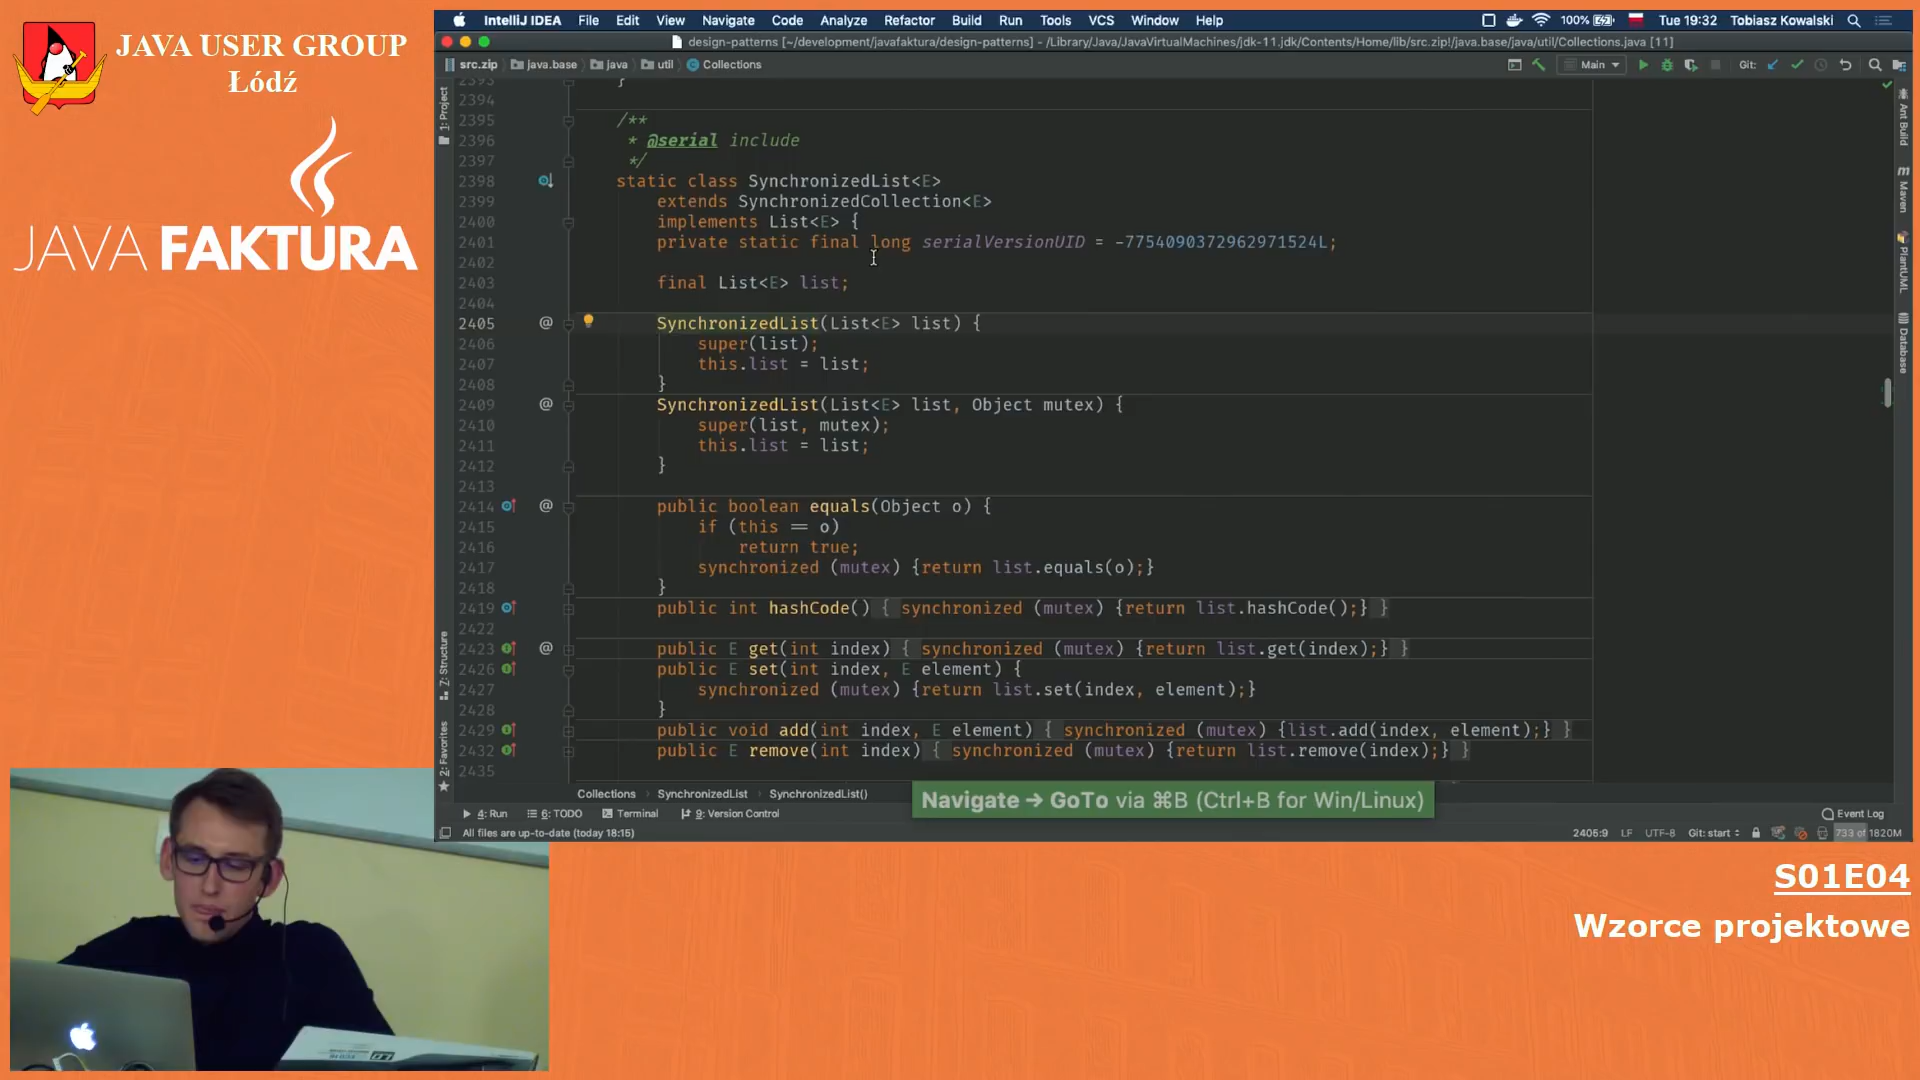 JAVA USER GROUP
Łódź
JAVA FAKTURA
IntelliJ IDEA File Edit View Navigate Code Analyze Refactor Build Run Tools VCS Window Help 100% Tue 19:32 Tobiasz Kowalski
design-patterns [~/development/javafaktura/design-patterns] - /Library/Java/JavaVirtualMachines/jdk-11.jdk/Contents/Home/lib/src.zip!/java.base/java/util/Collections.java [11]
src.zip java.base java util Collections Main Git:
1: Project
7: Structure
2: Favorites
Ant Build
Maven
PlantUML
Database
2393 }
2394
2395 /**
2396 * @serial include
2397 */
2398 static class SynchronizedList<E>
2399 extends SynchronizedCollection<E>
2400 implements List<E> {
2401 private static final long serialVersionUID = -7754090372962971524L;
2402
2403 final List<E> list;
2404
2405 @ SynchronizedList(List<E> list) {
2406 super(list);
2407 this.list = list;
2408 }
2409 @ SynchronizedList(List<E> list, Object mutex) {
2410 super(list, mutex);
2411 this.list = list;
2412 }
2413
2414 @ public boolean equals(Object o) {
2415 if (this == o)
2416 return true;
2417 synchronized (mutex) {return list.equals(o);}
2418 }
2419 public int hashCode() { synchronized (mutex) {return list.hashCode();} }
2422
2423 @ public E get(int index) { synchronized (mutex) {return list.get(index);} }
2426 public E set(int index, E element) {
2427 synchronized (mutex) {return list.set(index, element);}
2428 }
2429 public void add(int index, E element) { synchronized (mutex) {list.add(index, element);} }
2432 public E remove(int index) { synchronized (mutex) {return list.remove(index);} }
2435
Collections SynchronizedList SynchronizedList()
Navigate → GoTo via ⌘B (Ctrl+B for Win/Linux)
4: Run 6: TODO Terminal 9: Version Control Event Log
All files are up-to-date (today 18:15) 2405:9 LF UTF-8 Git: start 733 of 1820M
S01E04
Wzorce projektowe